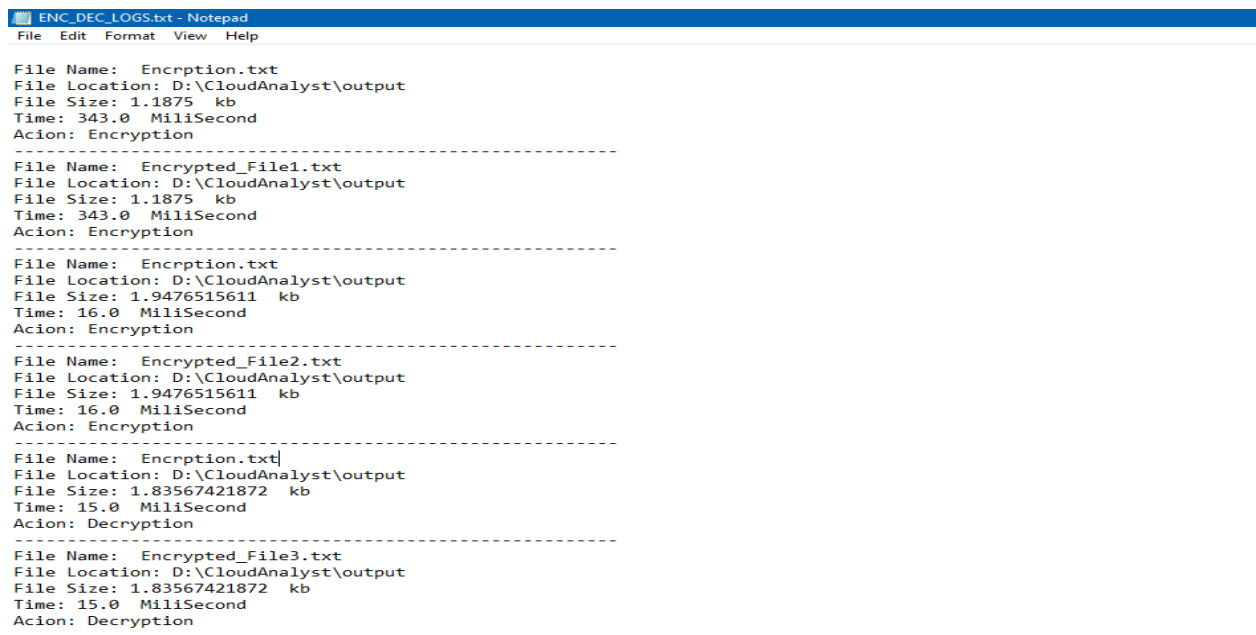 ENC_DEC_LOGS.txt - Notepad
File Edit Format View Help
File Name:  Encrption.txt
File Location: D:\CloudAnalyst\output
File Size: 1.1875  kb
Time: 343.0  MiliSecond
Acion: Encryption
---------------------------------------------------------
File Name:  Encrypted_File1.txt
File Location: D:\CloudAnalyst\output
File Size: 1.1875  kb
Time: 343.0  MiliSecond
Acion: Encryption
---------------------------------------------------------
File Name:  Encrption.txt
File Location: D:\CloudAnalyst\output
File Size: 1.9476515611  kb
Time: 16.0  MiliSecond
Acion: Encryption
---------------------------------------------------------
File Name:  Encrypted_File2.txt
File Location: D:\CloudAnalyst\output
File Size: 1.9476515611  kb
Time: 16.0  MiliSecond
Acion: Encryption
---------------------------------------------------------
File Name:  Encrption.txt
File Location: D:\CloudAnalyst\output
File Size: 1.83567421872  kb
Time: 15.0  MiliSecond
Acion: Decryption
---------------------------------------------------------
File Name:  Encrypted_File3.txt
File Location: D:\CloudAnalyst\output
File Size: 1.83567421872  kb
Time: 15.0  MiliSecond
Acion: Decryption